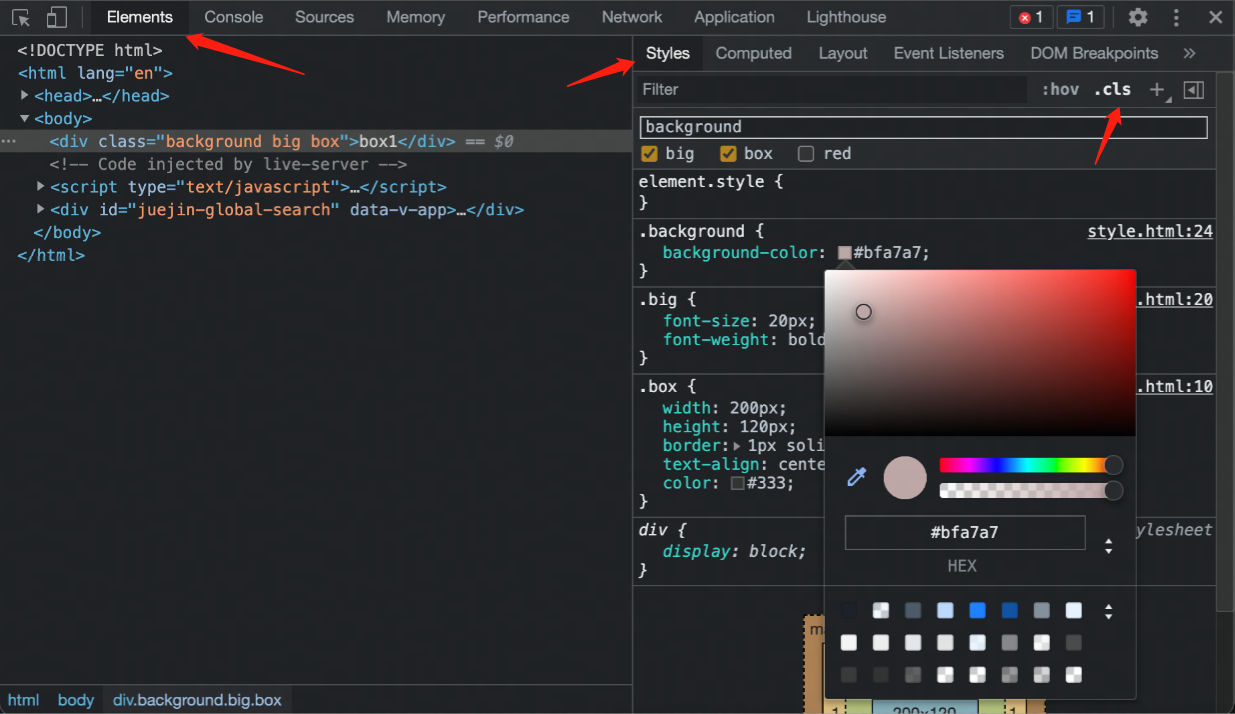 Elements Console Sources Memory Performance Network Application Lighthouse 1 1
<!DOCTYPE html>
<html lang="en">
<head>…</head>
<body>
<div class="background big box">box1</div> == $0
<!-- Code injected by live-server -->
<script type="text/javascript">…</script>
<div id="juejin-global-search" data-v-app>…</div>
</body>
</html>
html body div.background.big.box
Styles Computed Layout Event Listeners DOM Breakpoints »
Filter :hov .cls
background
big box red
element.style {
}
.background { style.html:24
background-color: #bfa7a7;
}
.big { .html:20
font-size: 20px;
font-weight: bold
}
.box { .html:10
width: 200px;
height: 120px;
border: 1px soli
text-align: cente
color: #333;
}
div { ylesheet
display: block;
}
#bfa7a7
HEX
m
1 200×120 1